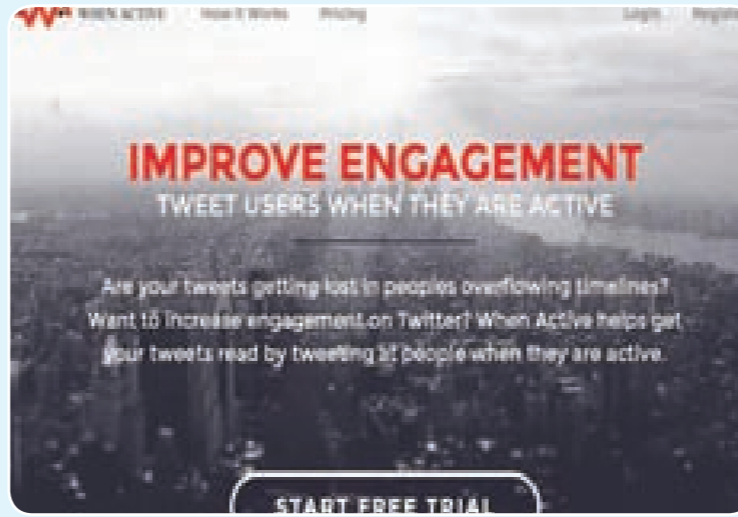 WHEN ACTIVE How It Works Pricing Login
IMPROVE ENGAGEMENT
TWEET USERS WHEN THEY ARE ACTIVE
Are your tweets getting lost in peoples overflowing timelines?
Want to increase engagement on Twitter? When Active helps get
your tweets read by tweeting at people when they are active.
START FREE TRIAL